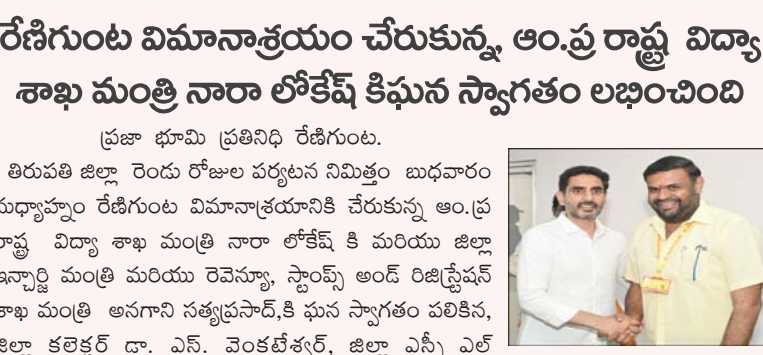 రేణిగుంట విమానాశ్రయం చేరుకున్న, ఆం.ప్ర రాష్ట్ర విద్యా
శాఖ మంత్రి నారా లోకేష్ కిఘన స్వాగతం లభించింది
ప్రజా భూమి ప్రతినిధి రేణిగుంట.
తిరుపతి జిల్లా రెండు రోజుల పర్యటన నిమిత్తం బుధవారం
మధ్యాహ్నం రేణిగుంట విమానాశ్రయానికి చేరుకున్న ఆం.ప్ర
రాష్ట్ర విద్యా శాఖ మంత్రి నారా లోకేష్ కి మరియు జిల్లా
ఇన్చార్జి మంత్రి మరియు రెవెన్యూ, స్టాంప్స్ అండ్ రిజిస్ట్రేషన్
శాఖ మంత్రి అనగాని సత్యప్రసాద్,కి ఘన స్వాగతం పలికిన,
జిల్లా కలెక్టర్ డా. ఎస్. వెంకటేశ్వర్, జిల్లా ఎస్పీ ఎల్